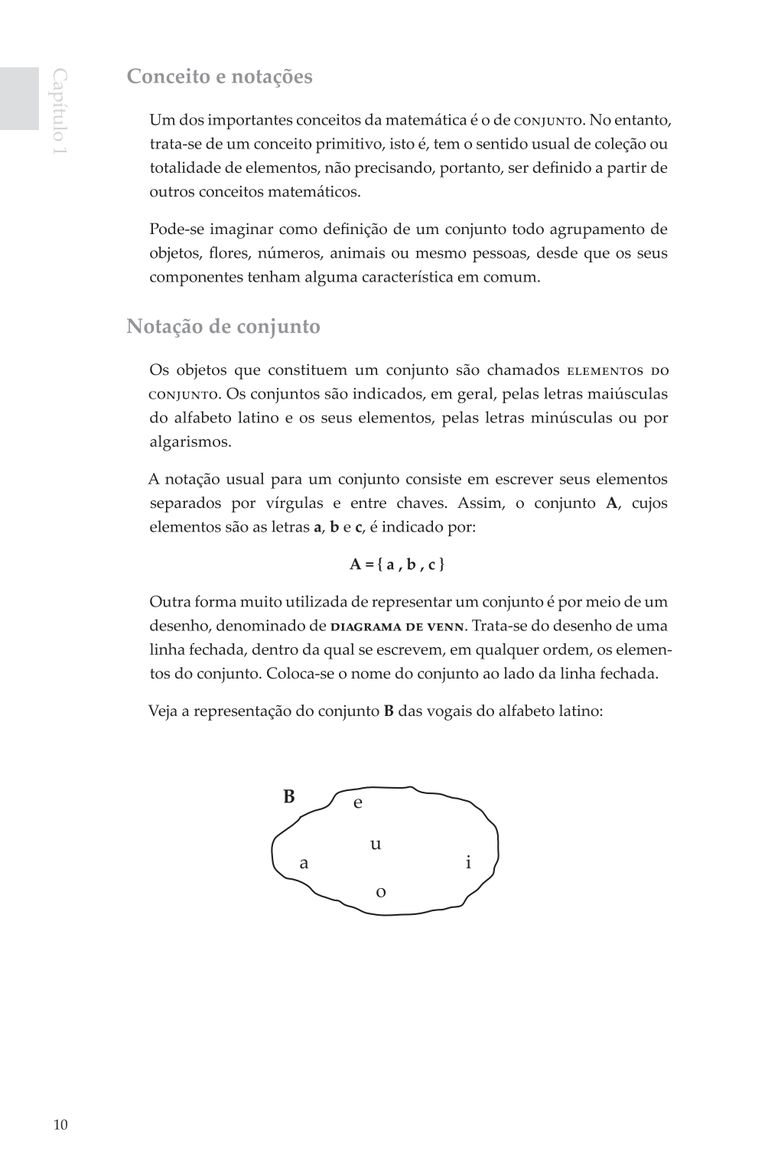 Capítulo 1
Conceito e notações
Um dos importantes conceitos da matemática é o de CONJUNTO. No entanto,
trata-se de um conceito primitivo, isto é, tem o sentido usual de coleção ou
totalidade de elementos, não precisando, portanto, ser definido a partir de
outros conceitos matemáticos.
Pode-se imaginar como definição de um conjunto todo agrupamento de
objetos, flores, números, animais ou mesmo pessoas, desde que os seus
componentes tenham alguma característica em comum.
Notação de conjunto
Os objetos que constituem um conjunto são chamados ELEMENTOS DO
CONJUNTO. Os conjuntos são indicados, em geral, pelas letras maiúsculas
do alfabeto latino e os seus elementos, pelas letras minúsculas ou por
algarismos.
A notação usual para um conjunto consiste em escrever seus elementos
separados por vírgulas e entre chaves. Assim, o conjunto A, cujos
elementos são as letras a, b e c, é indicado por:
A = { a , b , c }
Outra forma muito utilizada de representar um conjunto é por meio de um
desenho, denominado de DIAGRAMA DE VENN. Trata-se do desenho de uma
linha fechada, dentro da qual se escrevem, em qualquer ordem, os elemen-
tos do conjunto. Coloca-se o nome do conjunto ao lado da linha fechada.
Veja a representação do conjunto B das vogais do alfabeto latino:
B
e
u
a
i
o
10